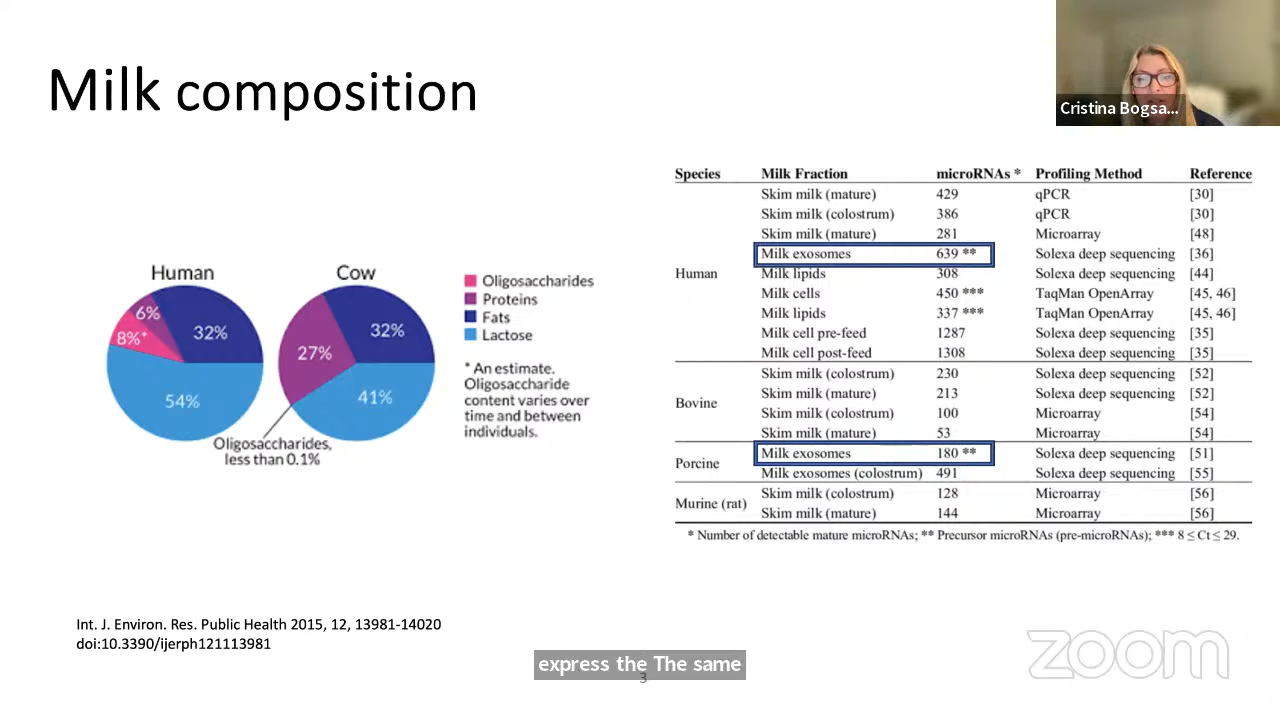 Milk composition
Cristina Bogsa...
Human
Cow
6%
8%*
32%
54%
27%
32%
41%
Oligosaccharides,
less than 0.1%
Oligosaccharides
Proteins
Fats
Lactose
* An estimate.
Oligosaccharide
content varies over
time and between
individuals.
Species Milk Fraction microRNAs * Profiling Method Reference
Skim milk (mature) 429 qPCR [30]
Skim milk (colostrum) 386 qPCR [30]
Skim milk (mature) 281 Microarray [48]
Milk exosomes 639 ** Solexa deep sequencing [36]
Human Milk lipids 308 Solexa deep sequencing [44]
Milk cells 450 *** TaqMan OpenArray [45, 46]
Milk lipids 337 *** TaqMan OpenArray [45, 46]
Milk cell pre-feed 1287 Solexa deep sequencing [35]
Milk cell post-feed 1308 Solexa deep sequencing [35]
Skim milk (colostrum) 230 Solexa deep sequencing [52]
Skim milk (mature) 213 Solexa deep sequencing [52]
Bovine
Skim milk (colostrum) 100 Microarray [54]
Skim milk (mature) 53 Microarray [54]
Milk exosomes 180 ** Solexa deep sequencing [51]
Porcine
Milk exosomes (colostrum) 491 Solexa deep sequencing [55]
Skim milk (colostrum) 128 Microarray [56]
Murine (rat)
Skim milk (mature) 144 Microarray [56]
* Number of detectable mature microRNAs; ** Precursor microRNAs (pre-microRNAs); *** 8 ≤ Ct ≤ 29.
Int. J. Environ. Res. Public Health 2015, 12, 13981-14020
doi:10.3390/ijerph121113981
express the The same
3
zoom